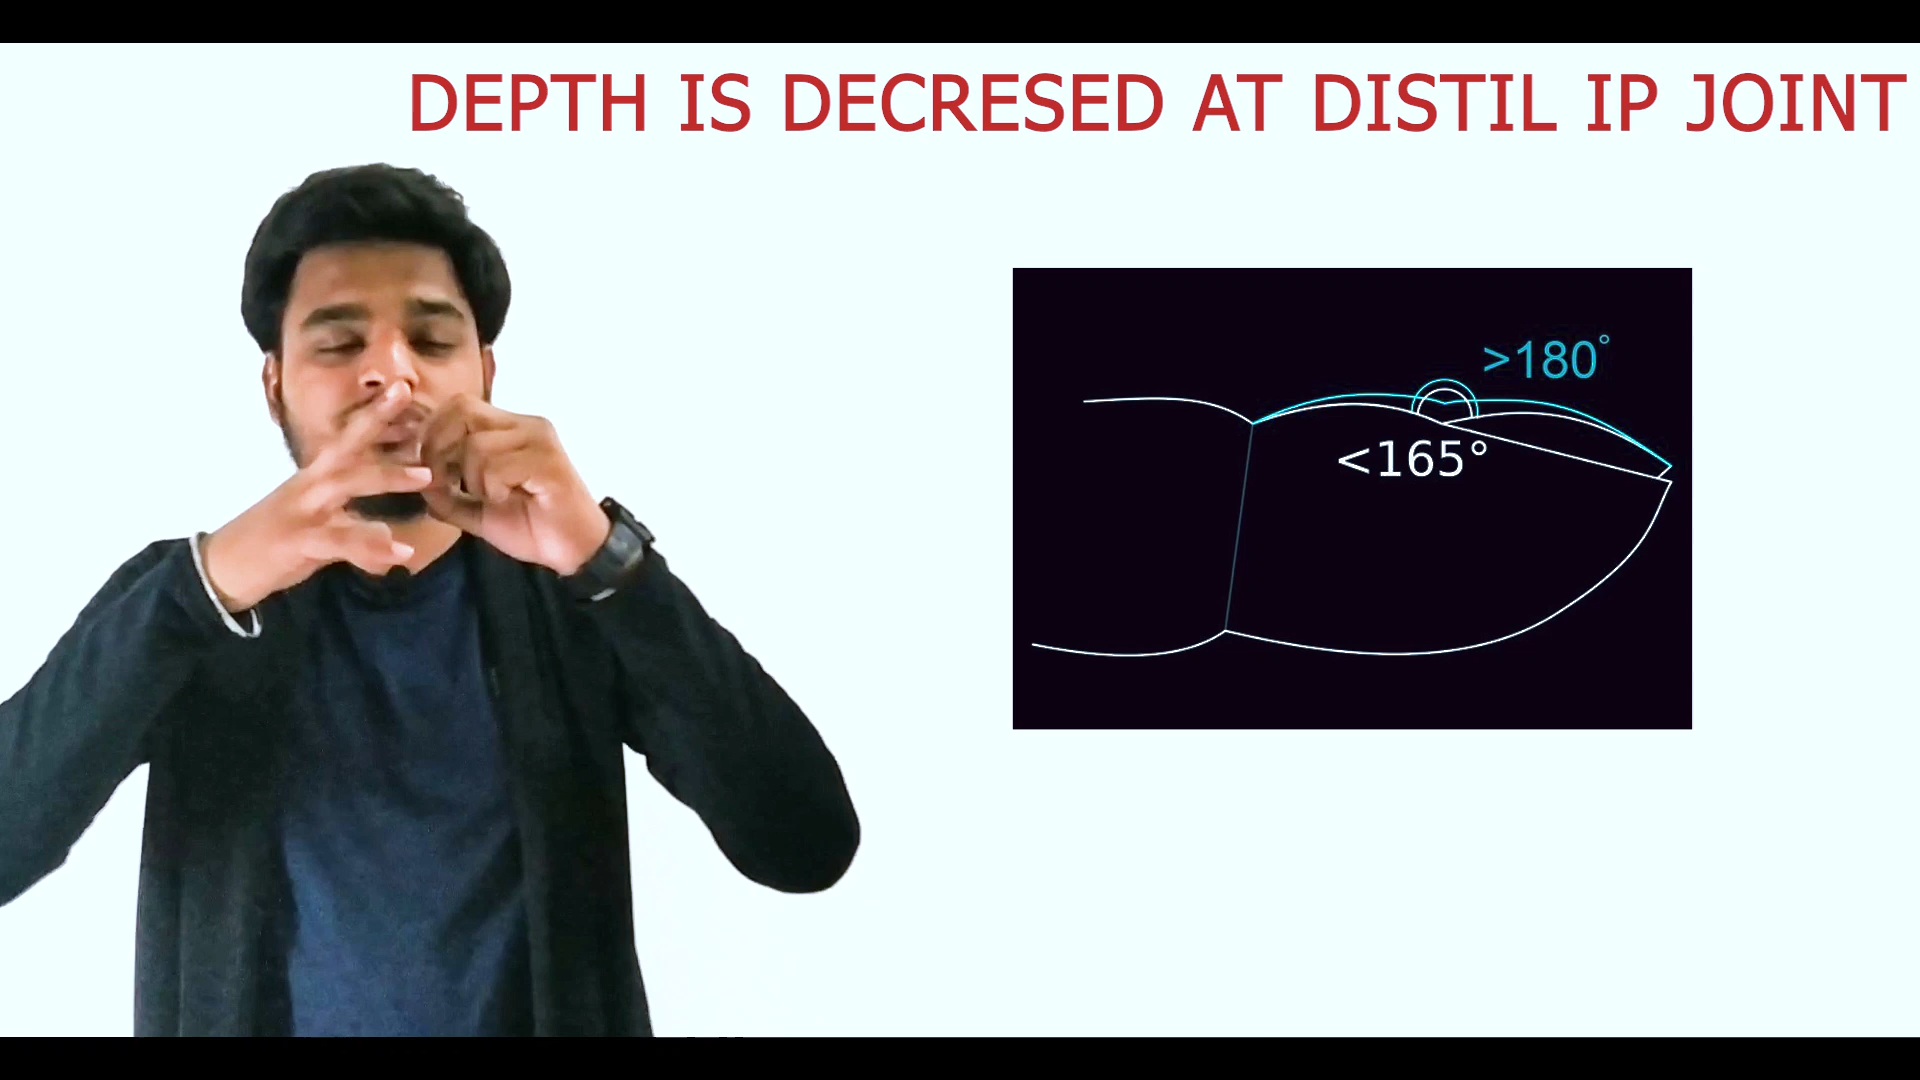 DEPTH IS DECRESED AT DISTIL IP JOINT
>180°
<165°